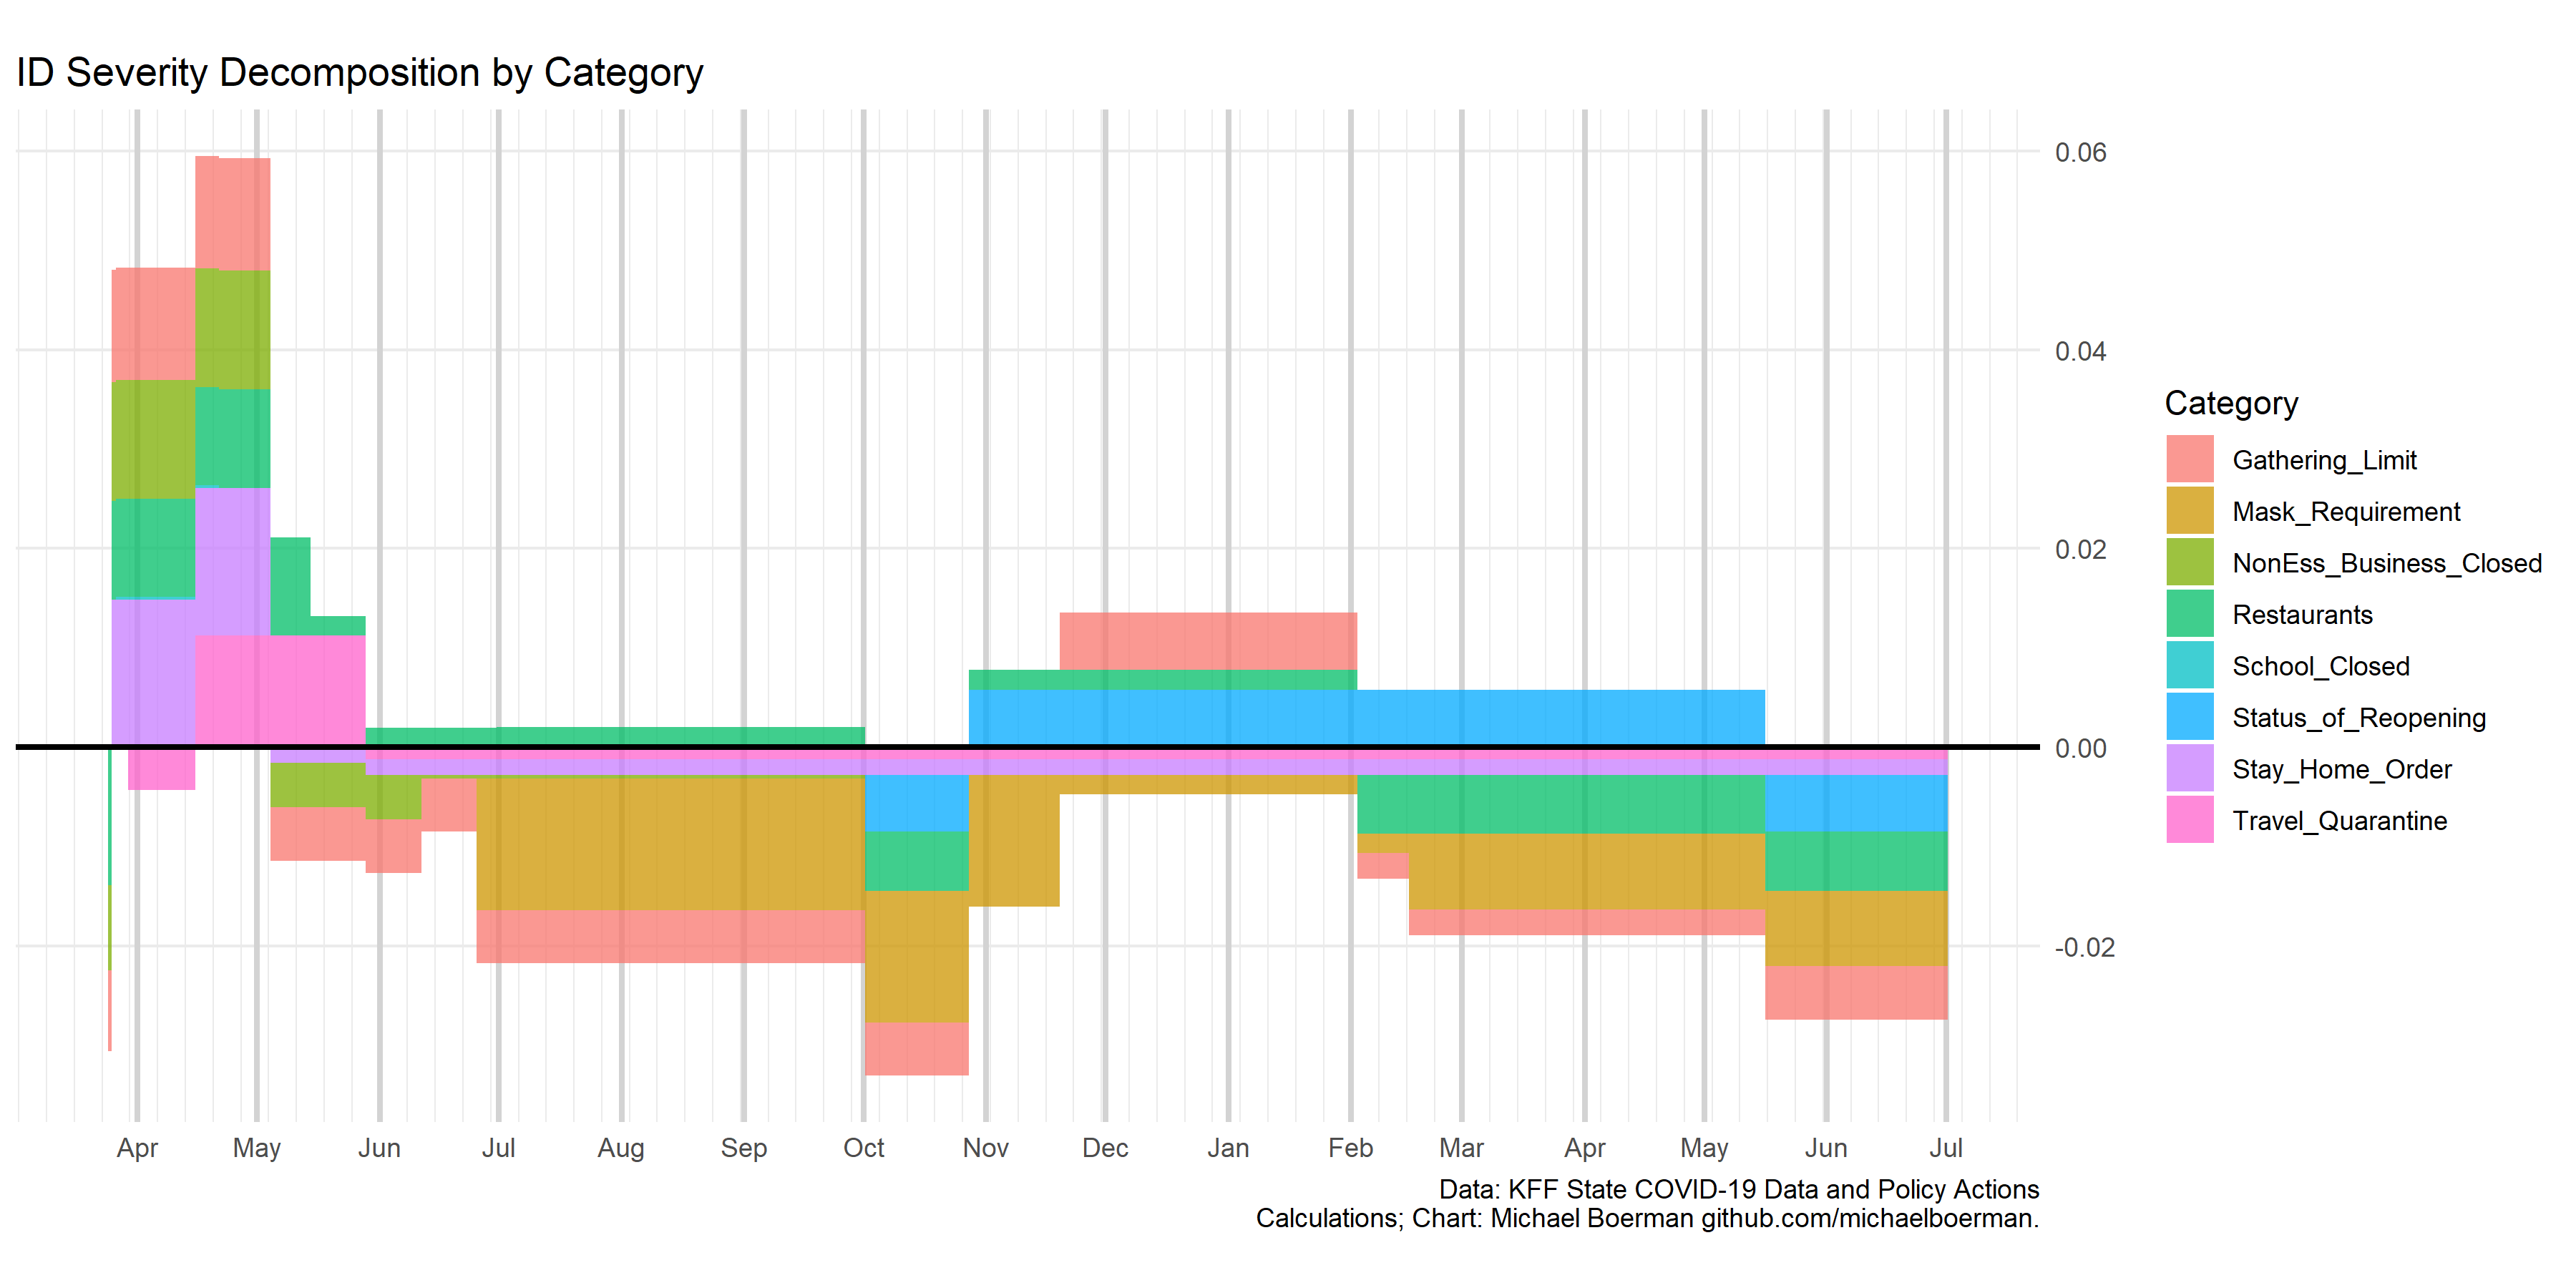 ID Severity Decomposition by Category
0.06
0.04
0.02
0.00
-0.02
Apr May Jun Jul Aug Sep Oct Nov Dec Jan Feb Mar Apr May Jun Jul
Category
Gathering_Limit
Mask_Requirement
NonEss_Business_Closed
Restaurants
School_Closed
Status_of_Reopening
Stay_Home_Order
Travel_Quarantine
Data: KFF State COVID-19 Data and Policy Actions
Calculations; Chart: Michael Boerman github.com/michaelboerman.